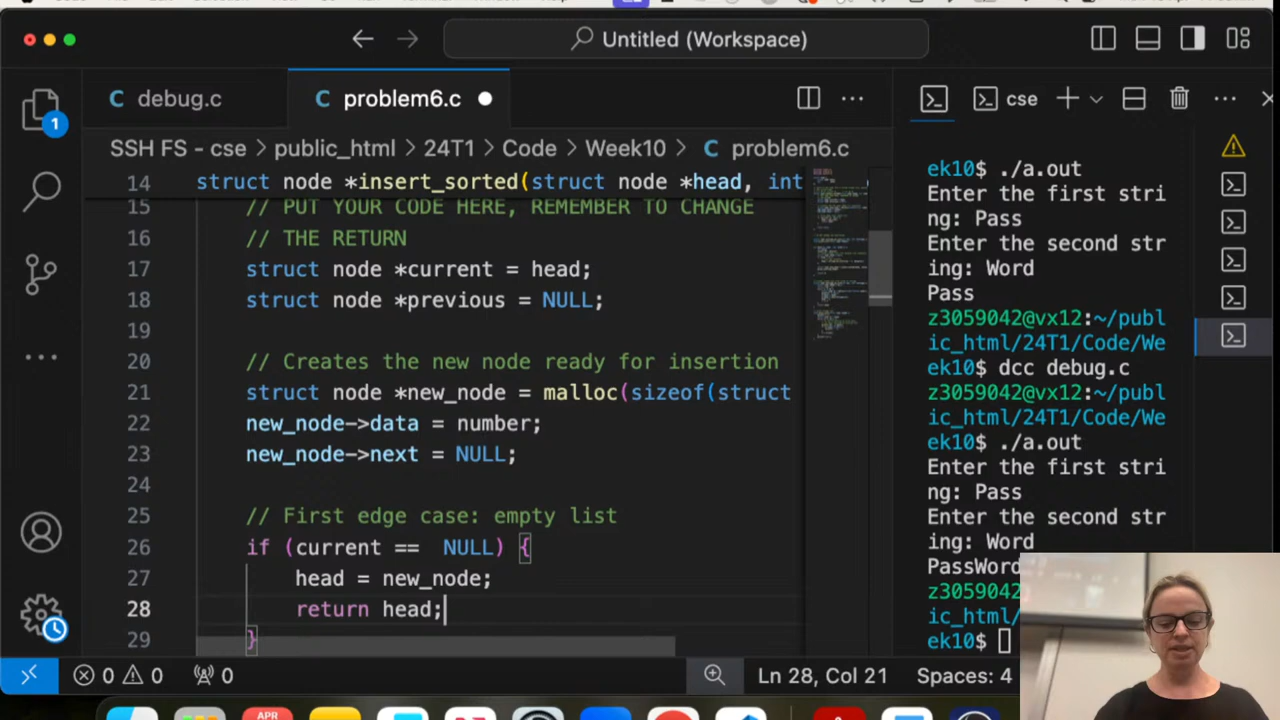 Untitled (Workspace)
debug.c
problem6.c
cse
SSH FS - cse > public_html > 24T1 > Code > Week10 > problem6.c
14 struct node *insert_sorted(struct node *head, int
15 // PUT YOUR CODE HERE, REMEMBER TO CHANGE
16 // THE RETURN
17 struct node *current = head;
18 struct node *previous = NULL;
19
20 // Creates the new node ready for insertion
21 struct node *new_node = malloc(sizeof(struct
22 new_node->data = number;
23 new_node->next = NULL;
24
25 // First edge case: empty list
26 if (current ==  NULL) {
27 head = new_node;
28 return head;
29 }
ek10$ ./a.out
Enter the first stri
ng: Pass
Enter the second str
ing: Word
Pass
z3059042@vx12:~/publ
ic_html/24T1/Code/We
ek10$ dcc debug.c
z3059042@vx12:~/publ
ic_html/24T1/Code/We
ek10$ ./a.out
Enter the first stri
ng: Pass
Enter the second str
ing: Word
PassWord
z3059042
ic_html/
ek10$
1
0 0 0
Ln 28, Col 21
Spaces: 4
APR